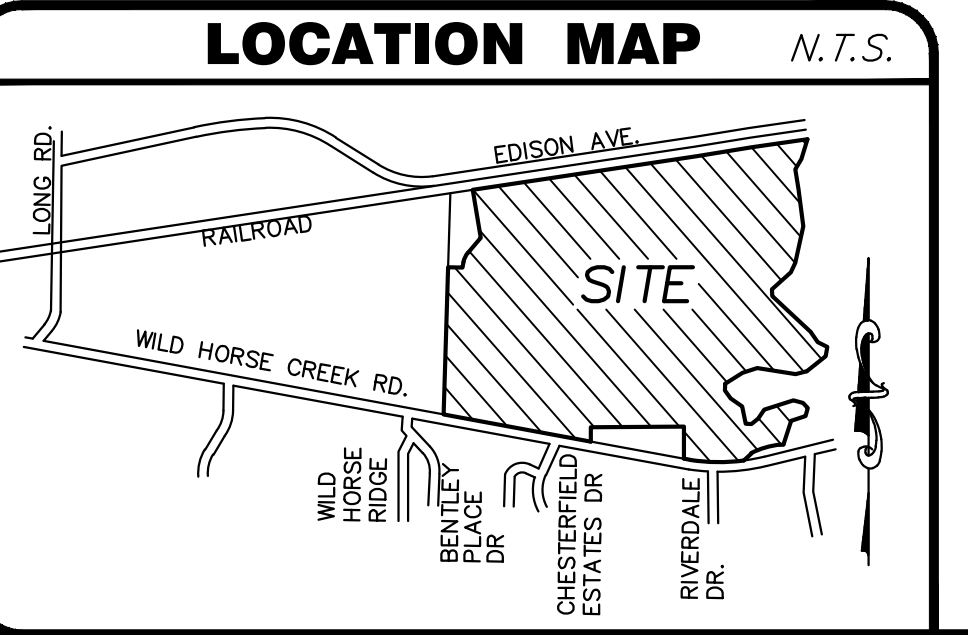 LOCATION MAP N.T.S.
LONG RD.
EDISON AVE.
RAILROAD
SITE
WILD HORSE CREEK RD.
WILD
HORSE
RIDGE
BENTLEY
PLACE
DR
CHESTERFIELD
ESTATES DR
RIVERDALE
DR.